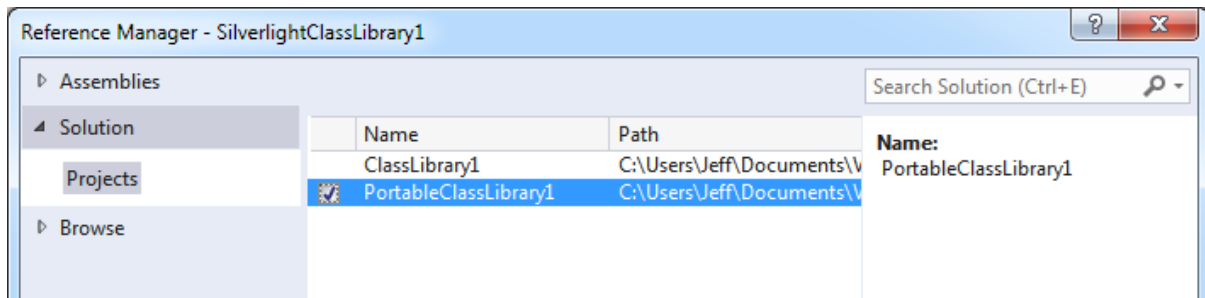 Reference Manager - SilverlightClassLibrary1
Assemblies
Search Solution (Ctrl+E)
Solution
Name Path
Name:
ClassLibrary1 C:\Users\Jeff\Documents\V
PortableClassLibrary1
Projects
PortableClassLibrary1 C:\Users\Jeff\Documents\V
Browse